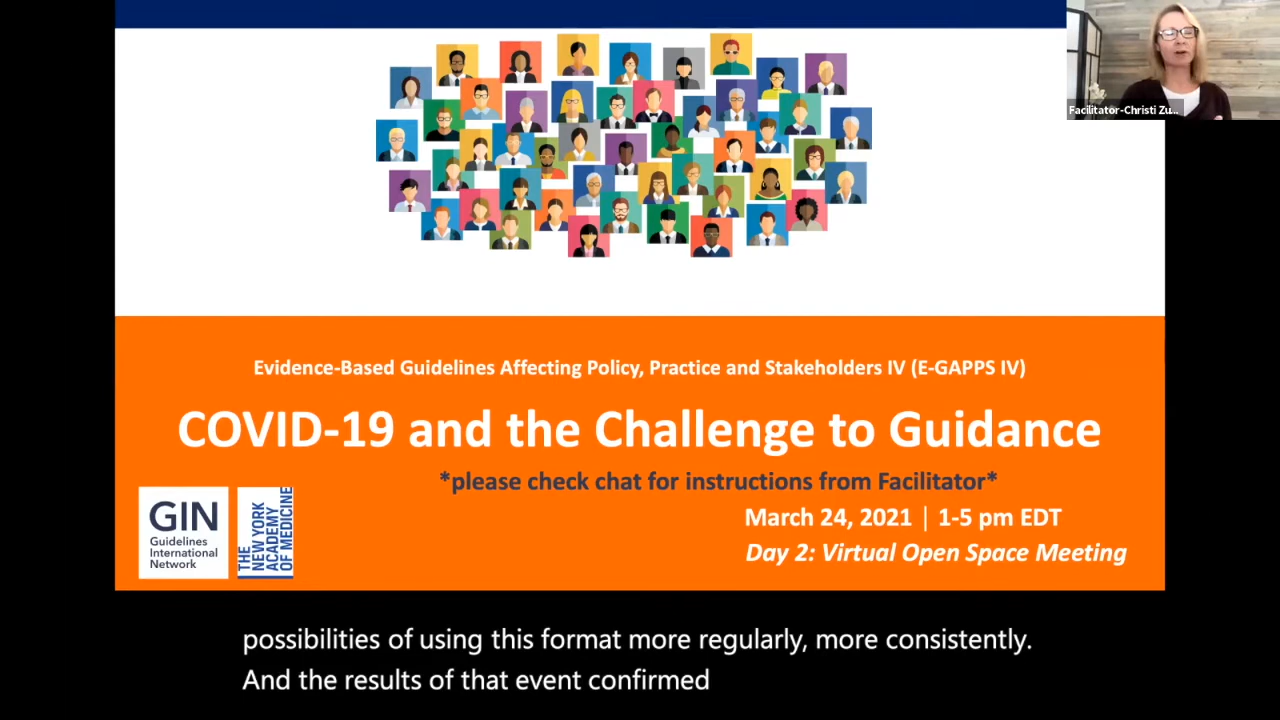 Facilitator-Christi Zu...
Evidence-Based Guidelines Affecting Policy, Practice and Stakeholders IV (E-GAPPS IV)
COVID-19 and the Challenge to Guidance
*please check chat for instructions from Facilitator*
March 24, 2021 | 1-5 pm EDT
Day 2: Virtual Open Space Meeting
GIN
Guidelines
International
Network
THE
NEW YORK
ACADEMY
OF MEDICINE
possibilities of using this format more regularly, more consistently.
And the results of that event confirmed